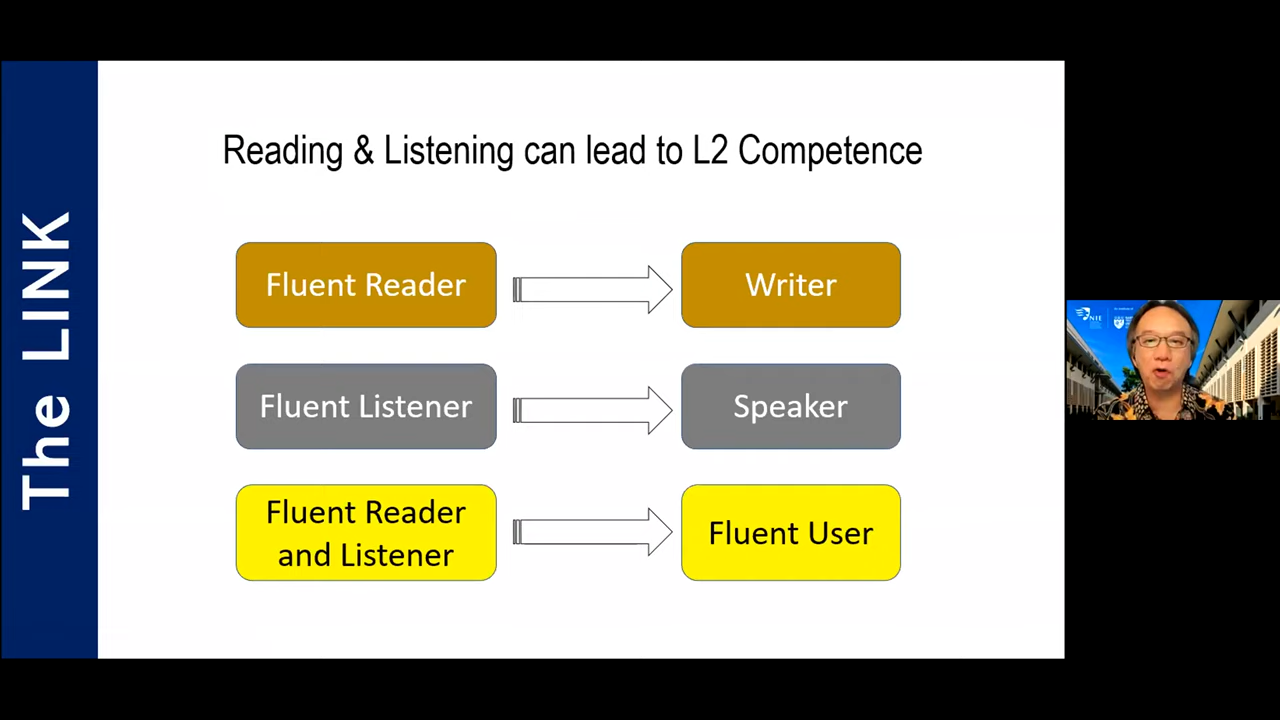 The LINK
Reading & Listening can lead to L2 Competence
Fluent Reader
Writer
Fluent Listener
Speaker
Fluent Reader
and Listener
Fluent User
NIE